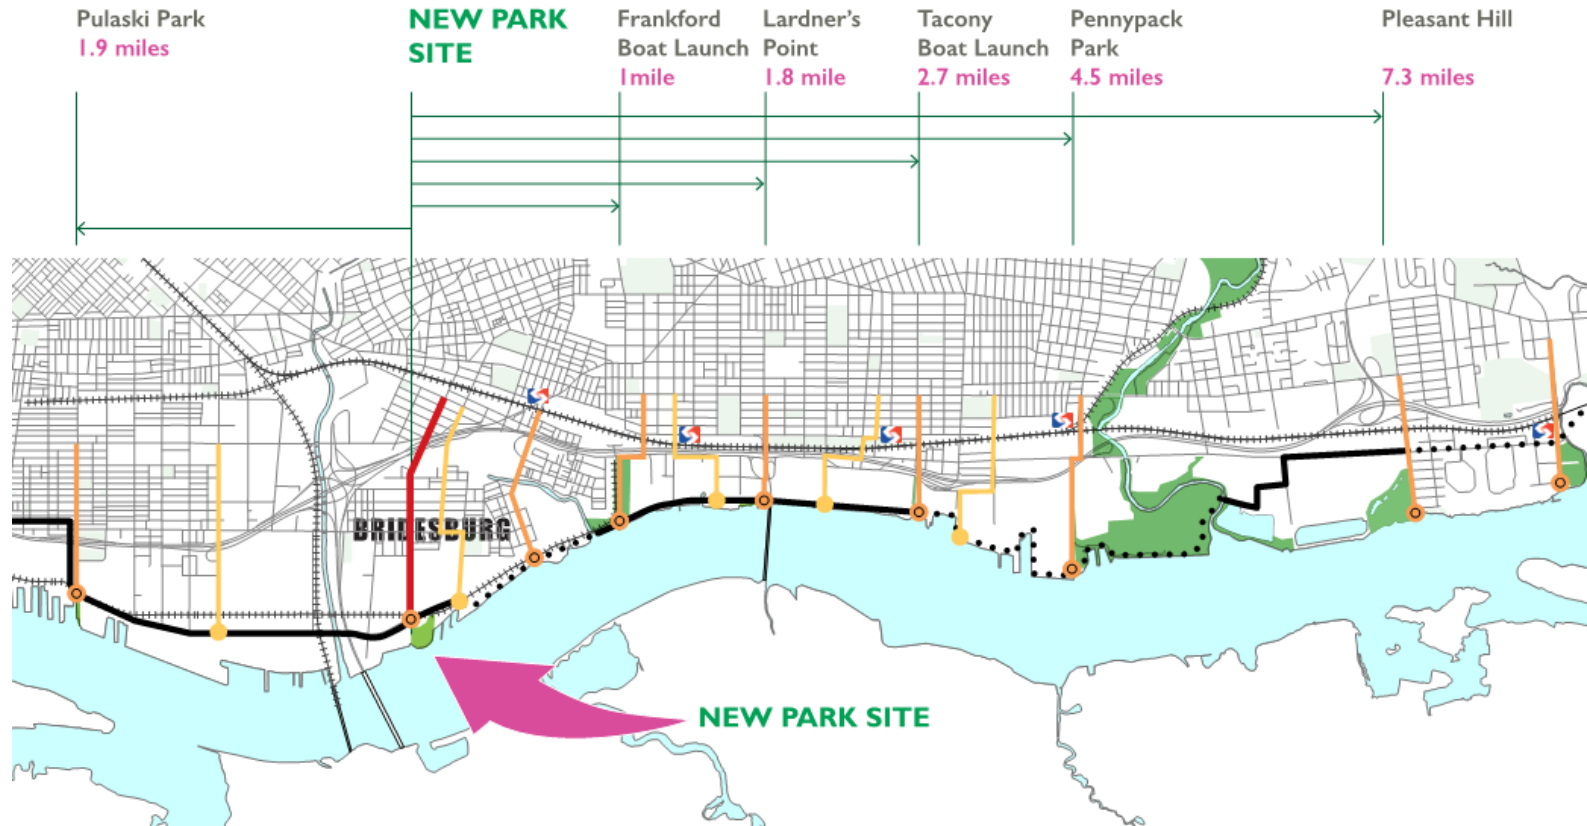 Pulaski Park
1.9 miles
NEW PARK
SITE
Frankford
Boat Launch
1mile
Lardner's
Point
1.8 mile
Tacony
Boat Launch
2.7 miles
Pennypack
Park
4.5 miles
Pleasant Hill
7.3 miles
BRIDESBURG
NEW PARK SITE